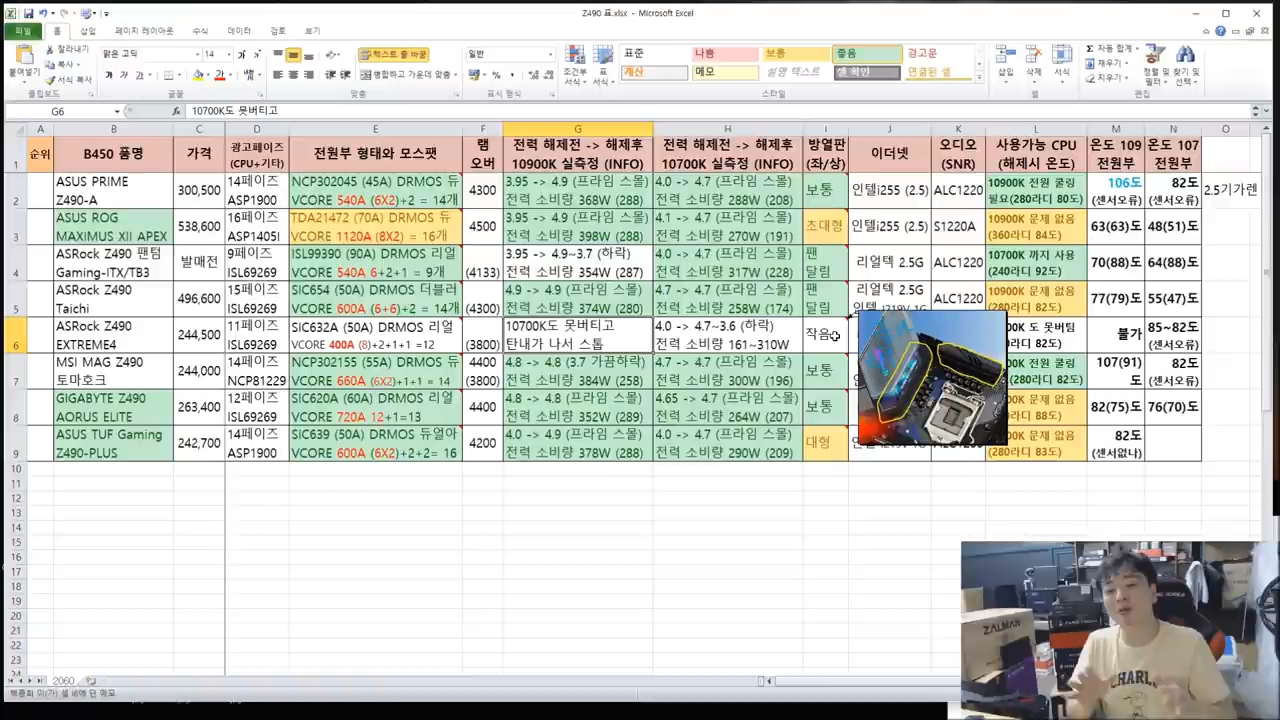 Z490 표.xlsx - Microsoft Excel
파일 홈 삽입 페이지 레이아웃 수식 데이터 검토 보기
붙여넣기 잘라내기 복사 서식 복사
맑은 고딕 14 텍스트 줄 바꿈 병합하고 가운데 맞춤 일반
조건부 서식 표 서식 표준 나쁨 보통 좋음 경고문
계산 메모 설명 텍스트 셀 확인 연결된 셀
삽입 삭제 서식 자동 합계 채우기 지우기 정렬 및 필터 찾기 및 선택
클립보드 글꼴 맞춤 표시 형식 스타일 셀 편집
G6 10700K도 못버티고
A B C D E F G H I J K L M N O
1 순위 B450 품명 가격 광고페이즈 (CPU+기타) 전원부 형태와 모스팻 램 오버 전력 해제전 -> 해제후 10900K 실측정 (INFO) 전력 해제전 -> 해제후 10700K 실측정 (INFO) 방열판 (좌/상) 이더넷 오디오 (SNR) 사용가능 CPU (해제시 온도) 온도 109 전원부 온도 107 전원부
2 ASUS PRIME Z490-A 300,500 14페이즈 ASP1900 NCP302045 (45A) DRMOS 듀 VCORE 540A (6X2)+2 = 14개 4300 3.95 -> 4.9 (프라임 스몰) 전력 소비량 368W (288) 4.0 -> 4.7 (프라임 스몰) 전력 소비량 288W (208) 보통 인텔i255 (2.5) ALC1220 10900K 전원 쿨링 필요(280라디 80도) 106도 (센서오류) 82도 (센서오류) 2.5기가렌
3 ASUS ROG MAXIMUS XII APEX 538,600 16페이즈 ASP1405I TDA21472 (70A) DRMOS 듀 VCORE 1120A (8X2) = 16개 4500 3.95 -> 4.9 (프라임 스몰) 전력 소비량 398W (288) 4.1 -> 4.7 (프라임 스몰) 전력 소비량 270W (191) 초대형 인텔i255 (2.5) S1220A 10900K 문제 없음 (360라디 84도) 63(63)도 48(51)도
4 ASRock Z490 팬텀 Gaming-ITX/TB3 발매전 9페이즈 ISL69269 ISL99390 (90A) DRMOS 리얼 VCORE 540A 6+2+1 = 9개 (4133) 3.95 -> 4.9~3.7 (하락) 전력 소비량 354W (287) 4.0 -> 4.7 (프라임 스몰) 전력 소비량 317W (228) 팬 달림 리얼텍 2.5G ALC1220 10700K 까지 사용 (240라디 92도) 70(88)도 64(88)도
5 ASRock Z490 Taichi 496,600 15페이즈 ISL69269 SIC654 (50A) DRMOS 더블러 VCORE 600A (6+6)+2 = 14개 (4300) 4.9 -> 4.9 (프라임 스몰) 전력 소비량 374W (280) 4.7 -> 4.7 (프라임 스몰) 전력 소비량 258W (174) 팬 달림 리얼텍 2.5G ALC1220 10900K 문제 없음 (280라디 82도) 77(79)도 55(47)도
6 ASRock Z490 EXTREME4 244,500 11페이즈 ISL69269 SIC632A (50A) DRMOS 리얼 VCORE 400A (8)+2+1+1 =12 (3800) 10700K도 못버티고 탄내가 나서 스톱 4.0 -> 4.7~3.6 (하락) 전력 소비량 161~310W 작음 도 못버팀 불가 85~82도 (센서오류)
7 MSI MAG Z490 토마호크 244,000 14페이즈 NCP81229 NCP302155 (55A) DRMOS 듀 VCORE 660A (6X2)+1+1 = 14 4400 (3800) 4.8 -> 4.8 (3.7 가끔하락) 전력 소비량 384W (258) 4.7 -> 4.7 (프라임 스몰) 전력 소비량 300W (196) 보통 107(91)도 82도 (센서오류)
8 GIGABYTE Z490 AORUS ELITE 263,400 12페이즈 ISL69269 SIC620A (60A) DRMOS 리얼 VCORE 720A 12+1=13 4400 4.8 -> 4.8 (프라임 스몰) 전력 소비량 352W (289) 4.65 -> 4.7 (프라임 스몰) 전력 소비량 264W (207) 보통 82(75)도 76(70)도
9 ASUS TUF Gaming Z490-PLUS 242,700 14페이즈 ASP1900 SIC639 (50A) DRMOS 듀얼아 VCORE 600A (6X2)+2+2= 16 4200 4.0 -> 4.9 (프라임 스몰) 전력 소비량 378W (288) 4.0 -> 4.7 (프라임 스몰) 전력 소비량 290W (209) 대형 10900K 문제 없음 (280라디 83도) 82도 (센서없나)
10
11
12
13
14
15
16
17
18
19
20
21
22
23
24
2060
ZALMAN
CHARL